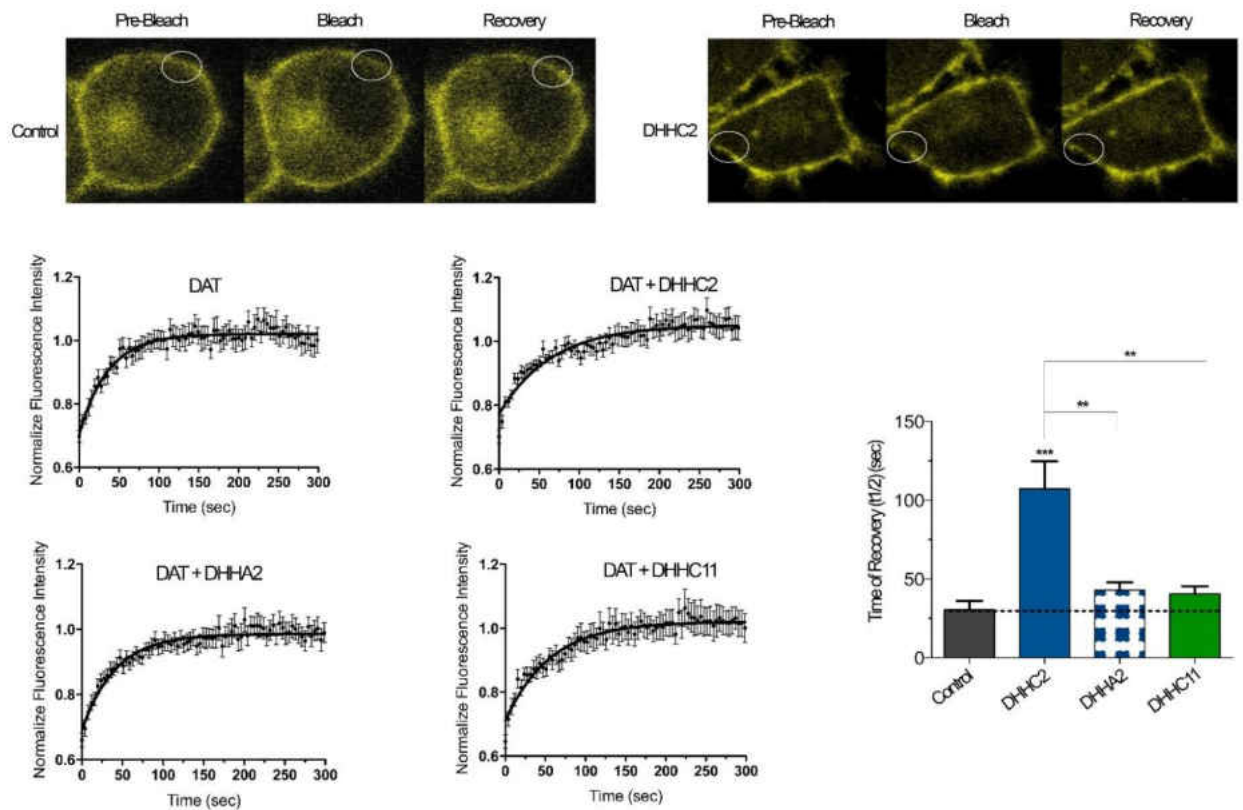 Pre-Bleach Bleach Recovery
Pre-Bleach Bleach Recovery
Control
DHHC2
Normalize Fluorescence Intensity
1.2
1.0
0.8
0.6
DAT
0 50 100 150 200 250 300
Time (sec)
Normalize Fluorescence Intensity
1.2
1.0
0.8
0.6
DAT + DHHC2
0 50 100 150 200 250 300
Time (sec)
Normalize Fluorescence Intensity
1.2
1.0
0.8
0.6
DAT + DHHA2
0 50 100 150 200 250 300
Time (sec)
Normalize Fluorescence Intensity
1.2
1.0
0.8
0.6
DAT + DHHC11
0 50 100 150 200 250 300
Time (sec)
Time of Recovery (t1/2) (sec)
150
100
50
0
**
**
***
Control DHHC2 DHHA2 DHHC11